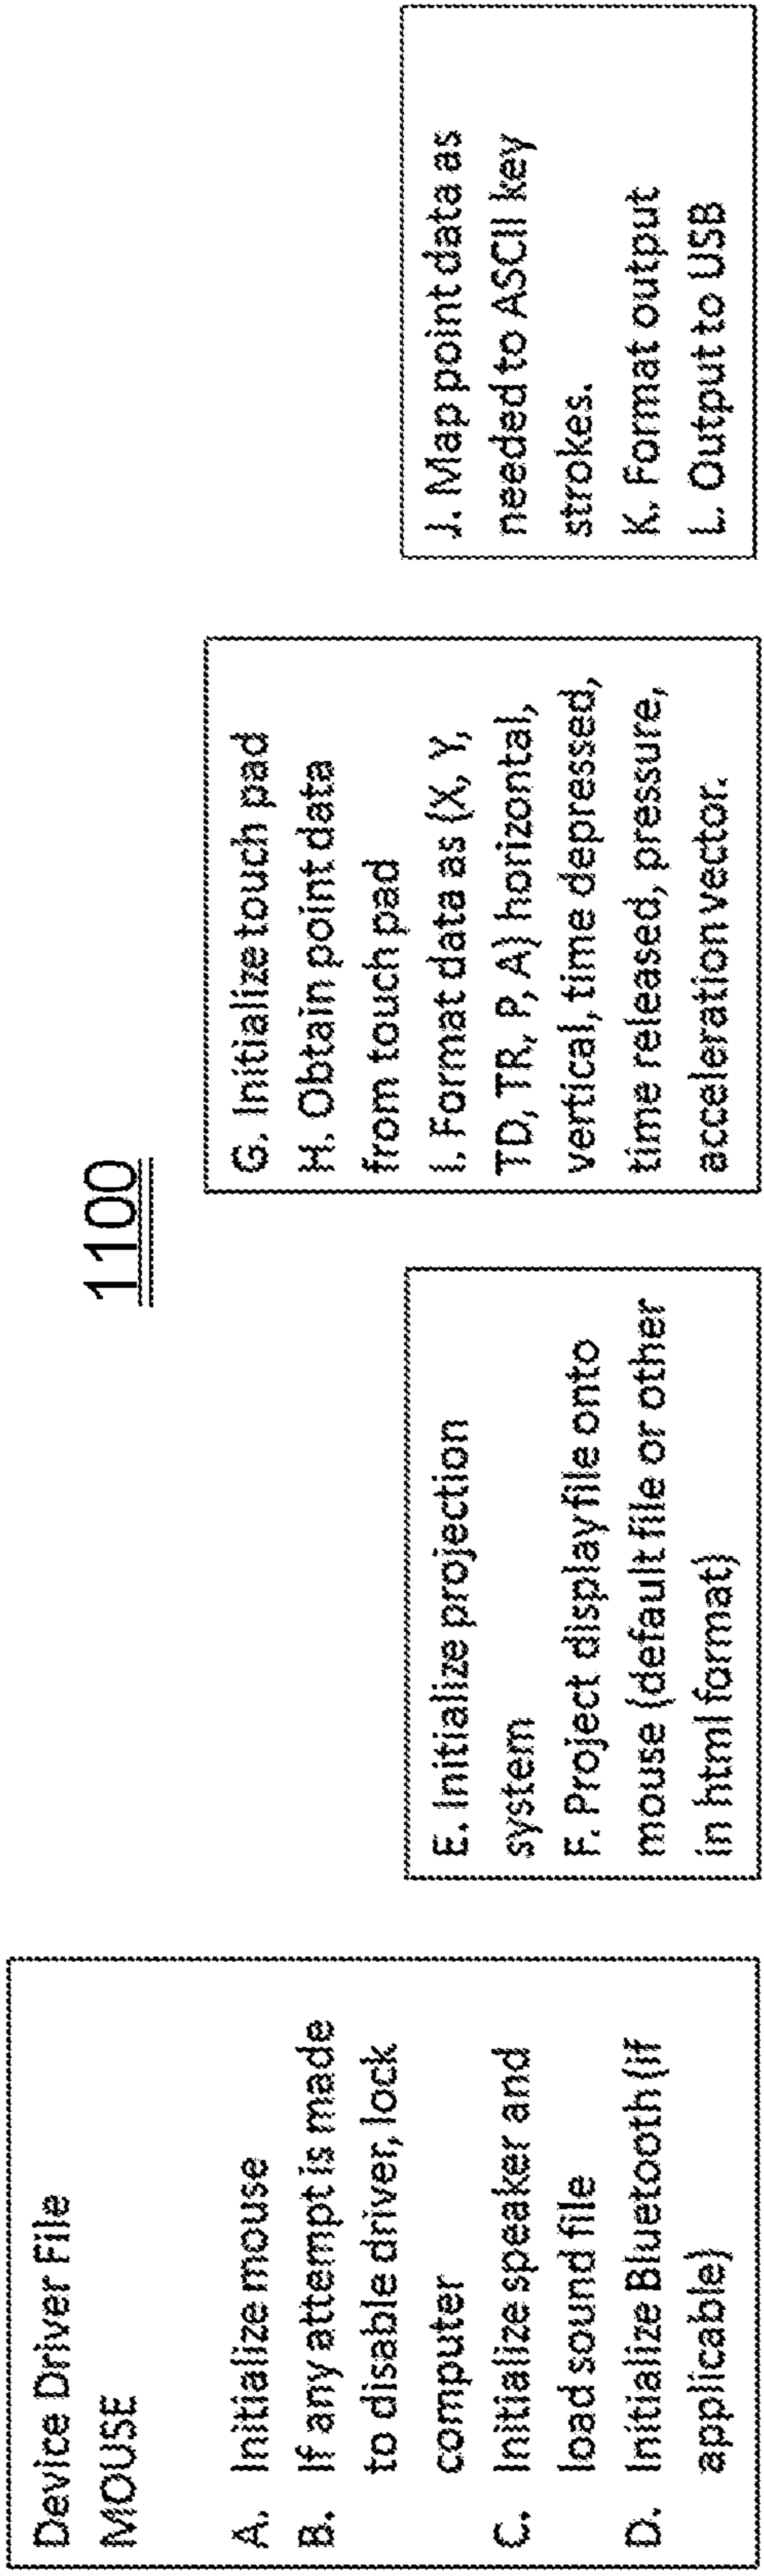 1100
Device Driver File
MOUSE
A. Initialize mouse
B. If any attempt is made
to disable driver, lock
computer
C. Initialize speaker and
load sound file
D. Initialize Bluetooth (if
applicable)
E. Initialize projection
system
F. Project display file onto
mouse (default file or other
in html format)
G. Initialize touch pad
H. Obtain point data
from touch pad
I. Format data as (X, Y,
TD, TR, P, A) horizontal,
vertical, time depressed,
time released, pressure,
acceleration vector.
J. Map point data as
needed to ASCII key
strokes.
K. Format output
L. Output to USB